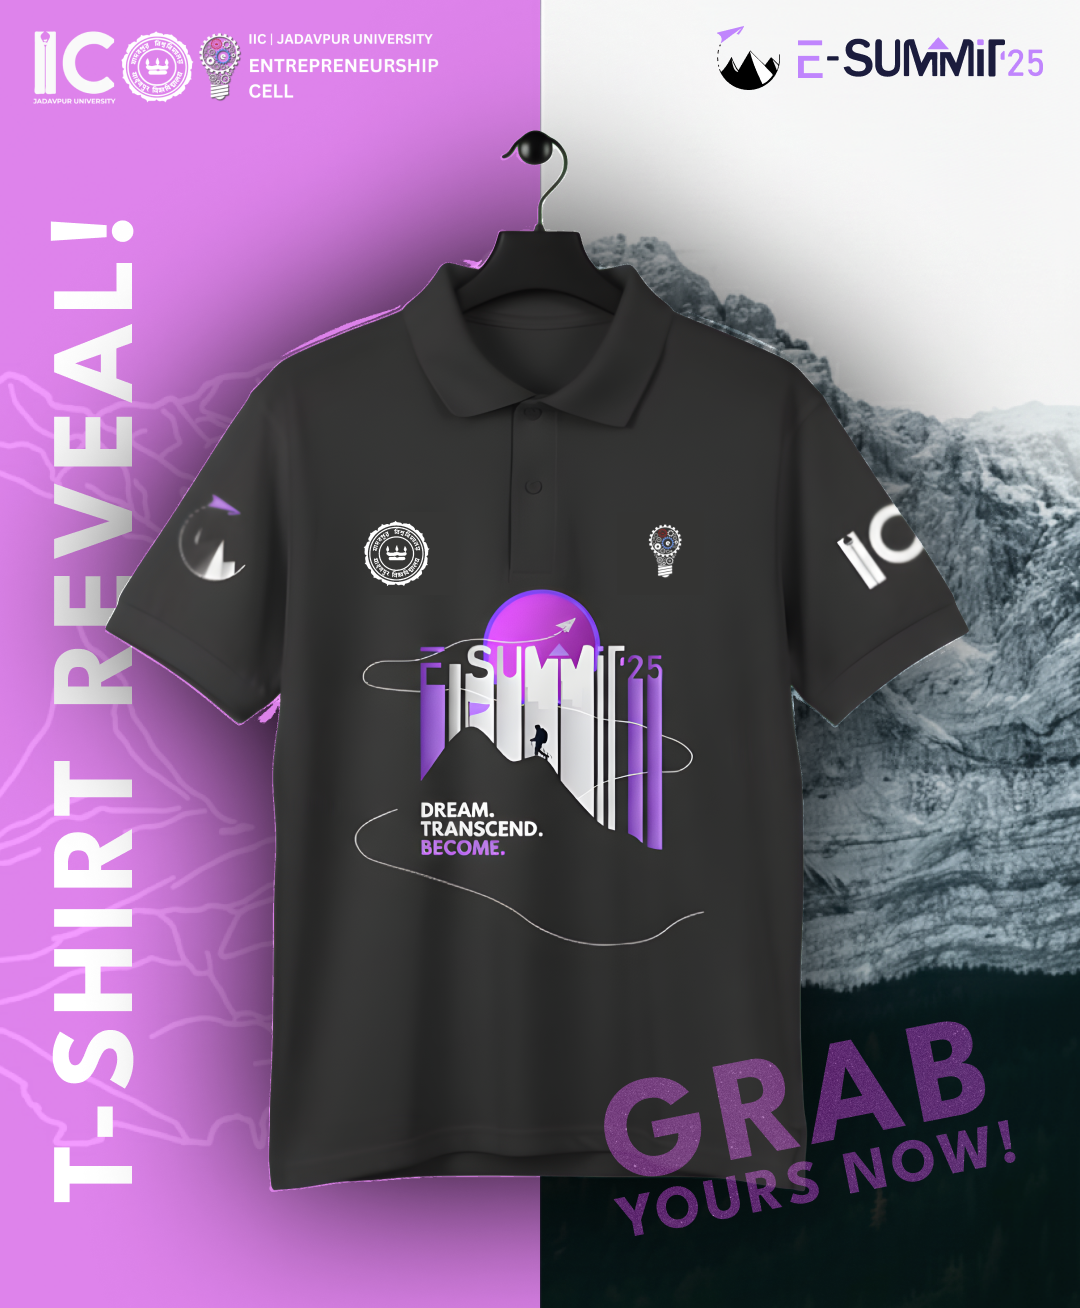 IIC
JADAVPUR UNIVERSITY
IIC | JADAVPUR UNIVERSITY
ENTREPRENEURSHIP
CELL
E-SUMMIT'25
T-SHIRT REVEAL!
IIC
E-SUMMIT'25
DREAM.
TRANSCEND.
BECOME.
GRAB
YOURS NOW!